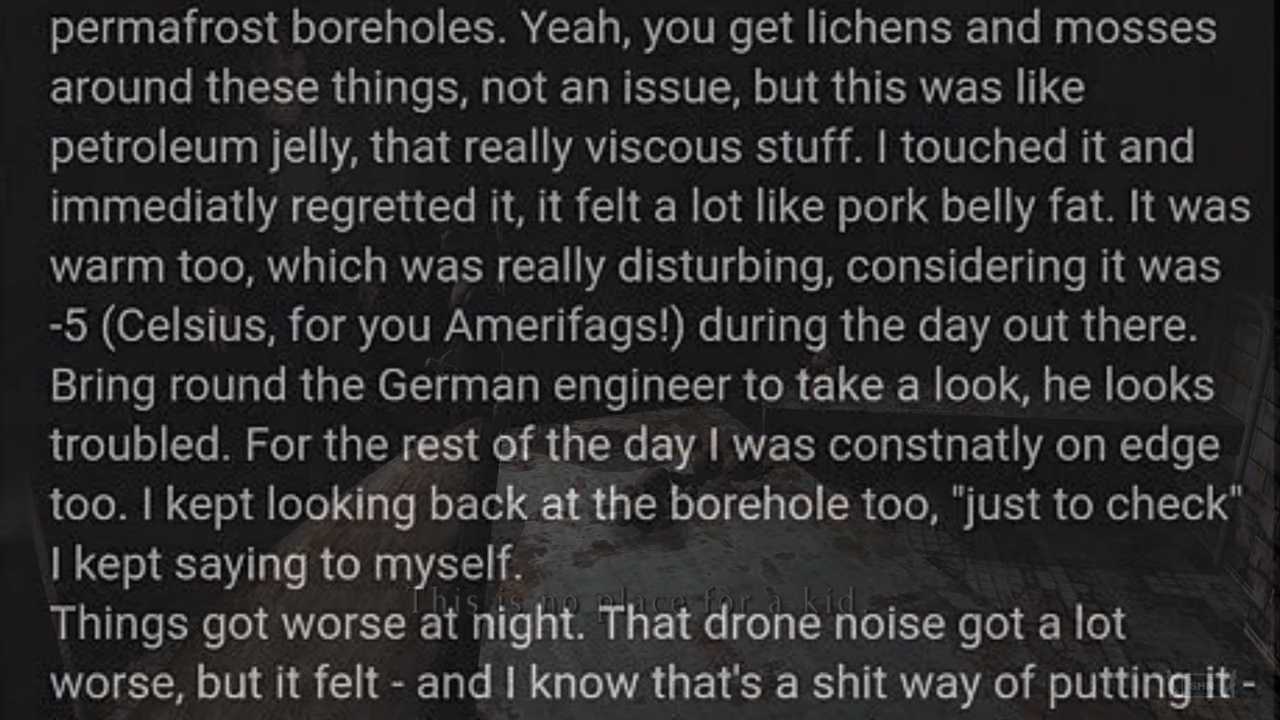 permafrost boreholes. Yeah, you get lichens and mosses
around these things, not an issue, but this was like
petroleum jelly, that really viscous stuff. I touched it and
immediatly regretted it, it felt a lot like pork belly fat. It was
warm too, which was really disturbing, considering it was
-5 (Celsius, for you Amerifags!) during the day out there.
Bring round the German engineer to take a look, he looks
troubled. For the rest of the day I was constnatly on edge
too. I kept looking back at the borehole too, "just to check"
I kept saying to myself.
This is no place for a kid.
Things got worse at night. That drone noise got a lot
worse, but it felt - and I know that's a shit way of putting it -